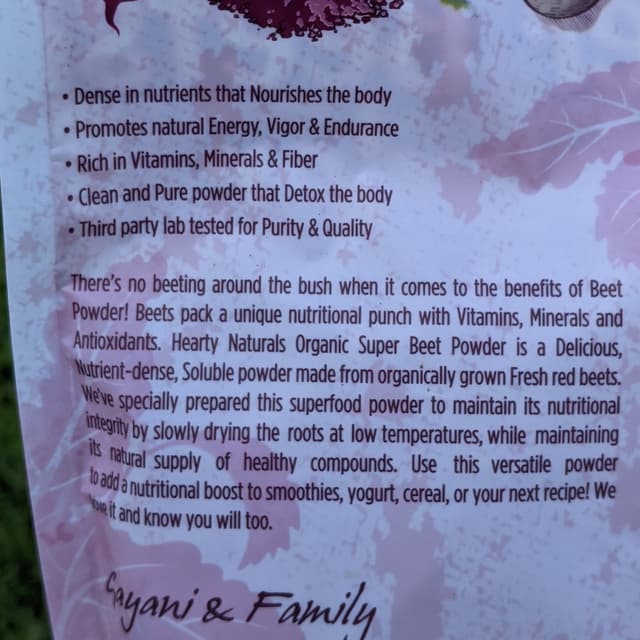 • Dense in nutrients that Nourishes the body
• Promotes natural Energy, Vigor & Endurance
• Rich in Vitamins, Minerals & Fiber
• Clean and Pure powder that Detox the body
• Third party lab tested for Purity & Quality
There's no beeting around the bush when it comes to the benefits of Beet
Powder! Beets pack a unique nutritional punch with Vitamins, Minerals and
Antioxidants. Hearty Naturals Organic Super Beet Powder is a Delicious,
Nutrient-dense, Soluble powder made from organically grown Fresh red beets.
We've specially prepared this superfood powder to maintain its nutritional
integrity by slowly drying the roots at low temperatures, while maintaining
its natural supply of healthy compounds. Use this versatile powder
to add a nutritional boost to smoothies, yogurt, cereal, or your next recipe! We
love it and know you will too.
Gayani & Family